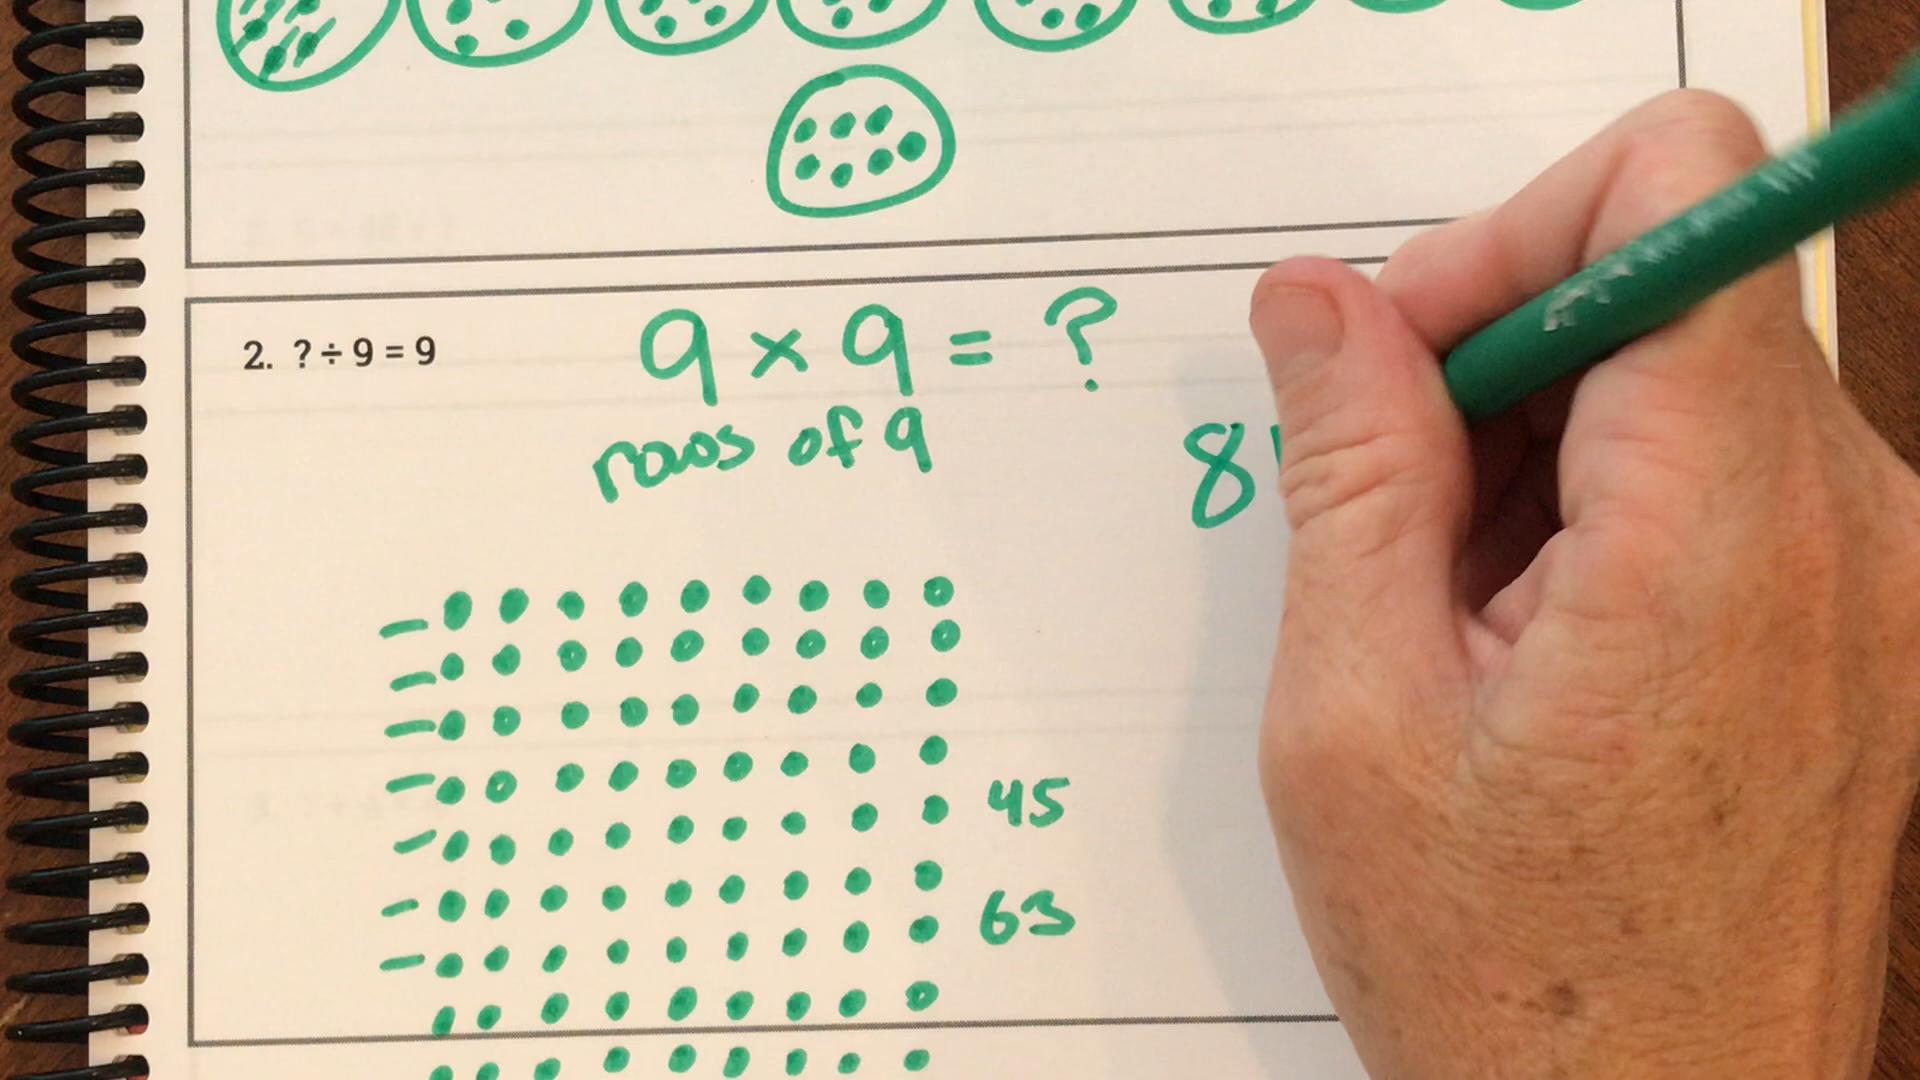 2. ? ÷ 9 = 9
9 × 9 = ?
rows of 9
8
45
63